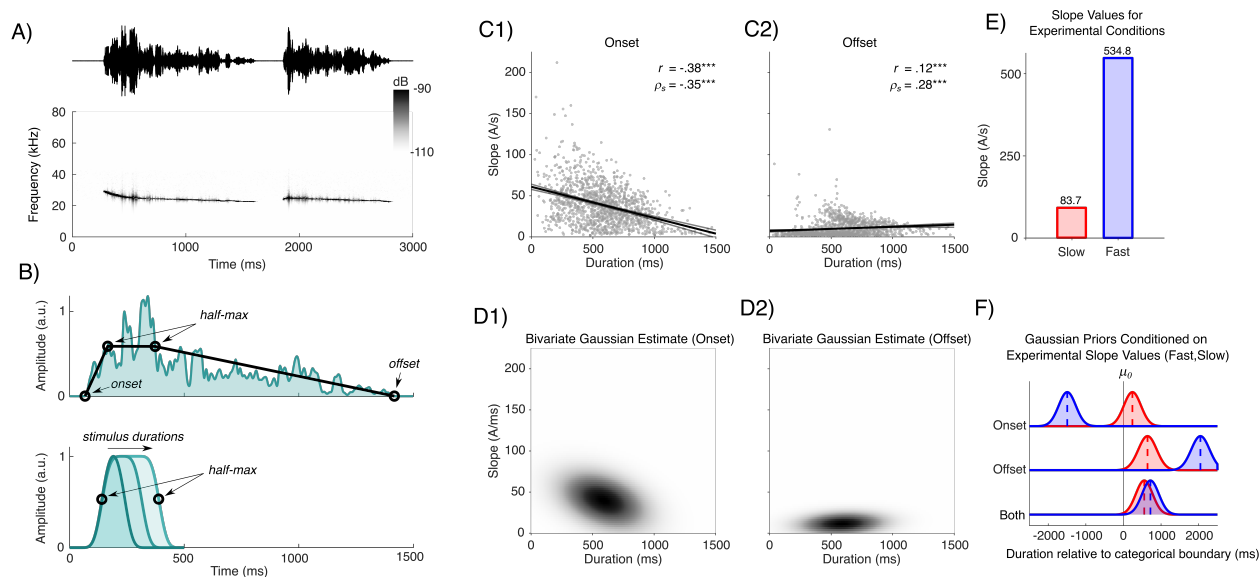 A)
dB
-90
-110
80
60
40
20
0
Frequency (kHz)
0
1000
2000
3000
Time (ms)
B)
1
0
Amplitude (a.u.)
half-max
onset
offset
0
500
1000
1500
stimulus durations
half-max
1
0
Amplitude (a.u.)
0
500
1000
1500
Time (ms)
C1)
Onset
r = -.38***
ρs = -.35***
200
150
100
50
0
Slope (A/s)
0
500
1000
1500
Duration (ms)
C2)
Offset
r = .12***
ρs = .28***
0
500
1000
1500
Duration (ms)
D1)
Bivariate Gaussian Estimate (Onset)
200
150
100
50
0
Slope (A/ms)
0
500
1000
1500
Duration (ms)
D2)
Bivariate Gaussian Estimate (Offset)
0
500
1000
1500
Duration (ms)
E)
Slope Values for
Experimental Conditions
534.8
83.7
500
250
0
Slope (A/s)
Slow
Fast
F)
Gaussian Priors Conditioned on
Experimental Slope Values (Fast,Slow)
μ0
Onset
Offset
Both
-2000
-1000
0
1000
2000
Duration relative to categorical boundary (ms)